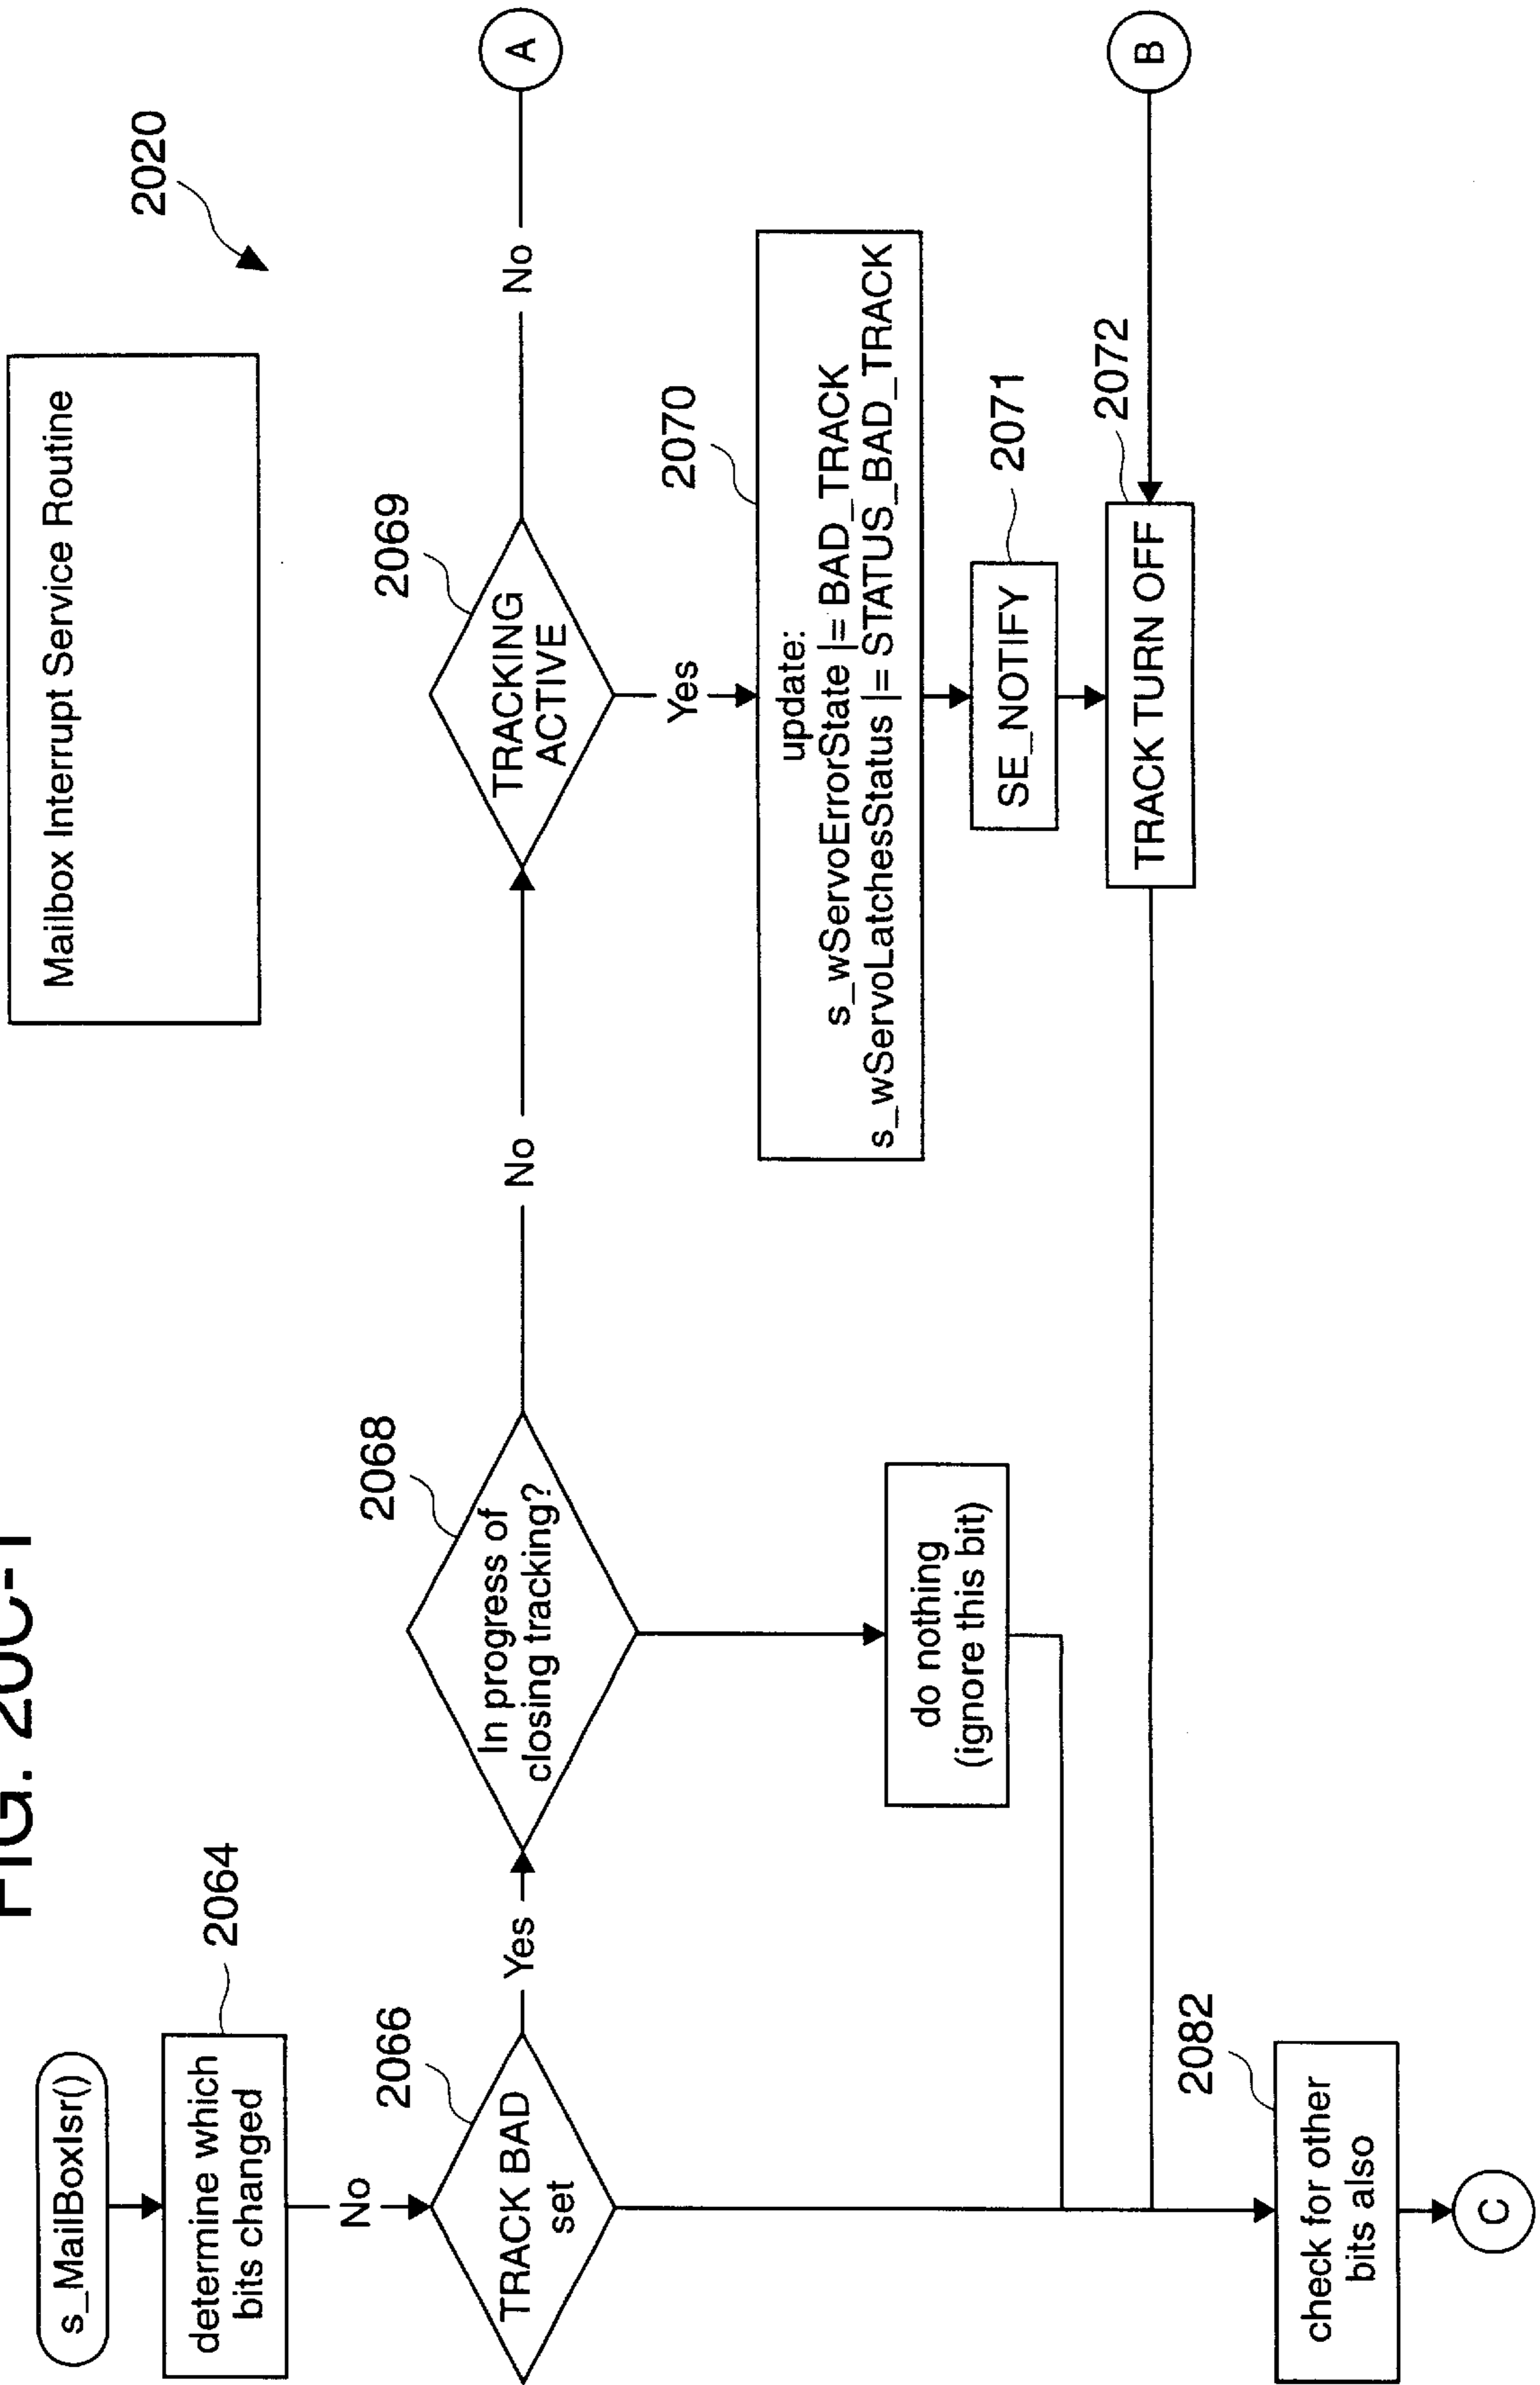 FIG. 20C-1
Mailbox Interrupt Service Routine
2020
s_MailBoxIsr()
determine which
bits changed
2064
No
TRACK BAD
set
2066
Yes
In progress of
closing tracking?
2068
No
TRACKING
ACTIVE
2069
No
A
Yes
update:
s_wServoErrorState |= BAD_TRACK
s_wServoLatchesStatus |= STATUS_BAD_TRACK
2070
do nothing
(ignore this bit)
SE_NOTIFY
2071
TRACK TURN OFF
2072
B
check for other
bits also
2082
C